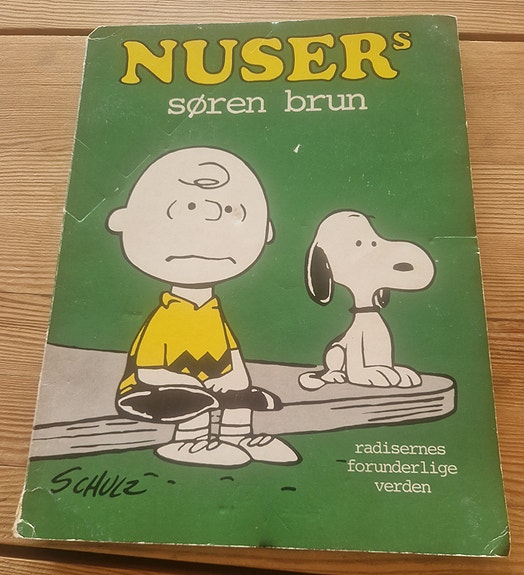 NUSERs
søren brun
radisernes
forunderlige
verden
SCHULZ